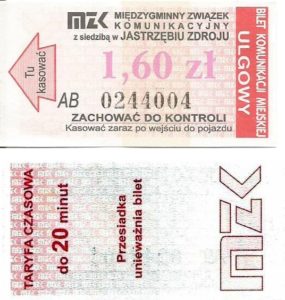 MZK MIĘDZYGMINNY ZWIĄZEK
KOMUNIKACYJNY
z siedzibą w JASTRZĘBIU ZDROJU
Tu
kasować
1,60 zł
AB 0244004
ZACHOWAĆ DO KONTROLI
Kasować zaraz po wejściu do pojazdu
BILET KOMUNIKACJI MIEJSKIEJ
ULGOWY
TARYFA CZASOWA
do 20 minut
Przesiadka
unieważnia bilet
MZK